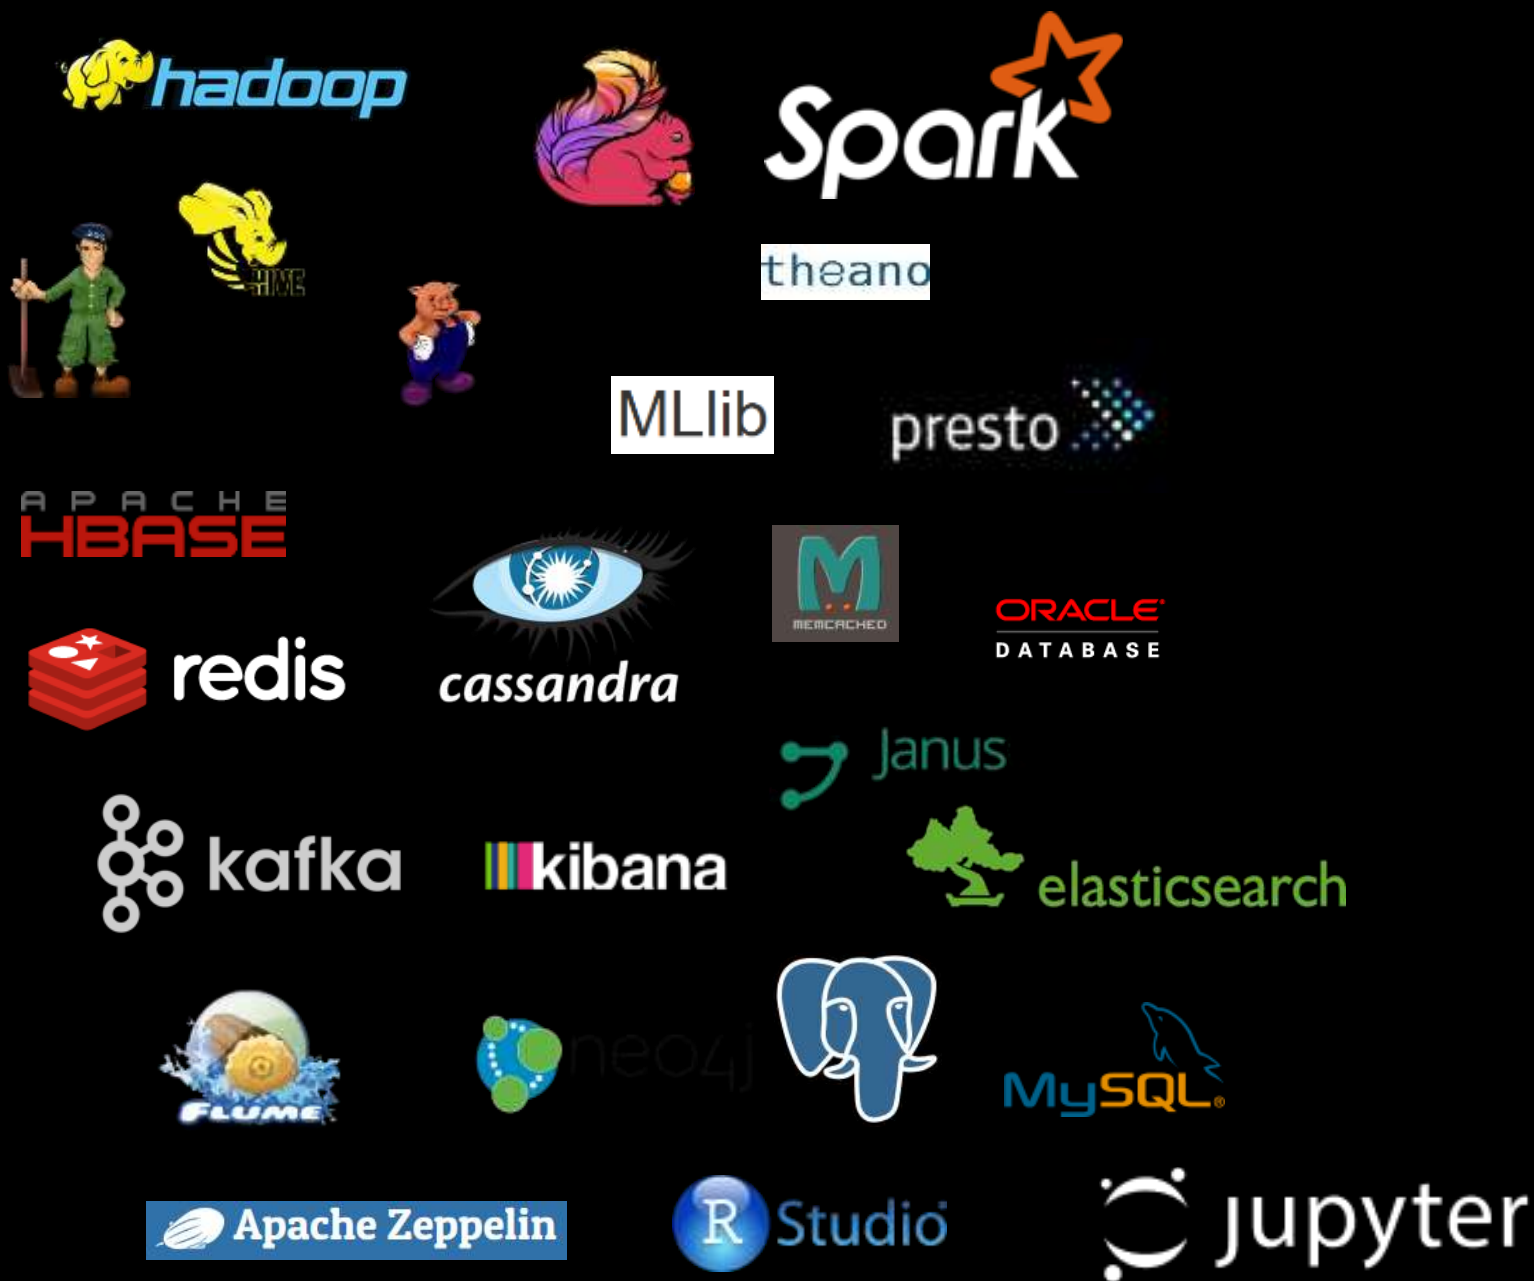 hadoop
Spark
HIVE
theano
MLlib
presto
APACHE
HBASE
MEMCACHED
ORACLE®
DATABASE
redis
cassandra
Janus
kafka
kibana
elasticsearch
FLUME
neo4j
MySQL®
Apache Zeppelin
R Studio
jupyter